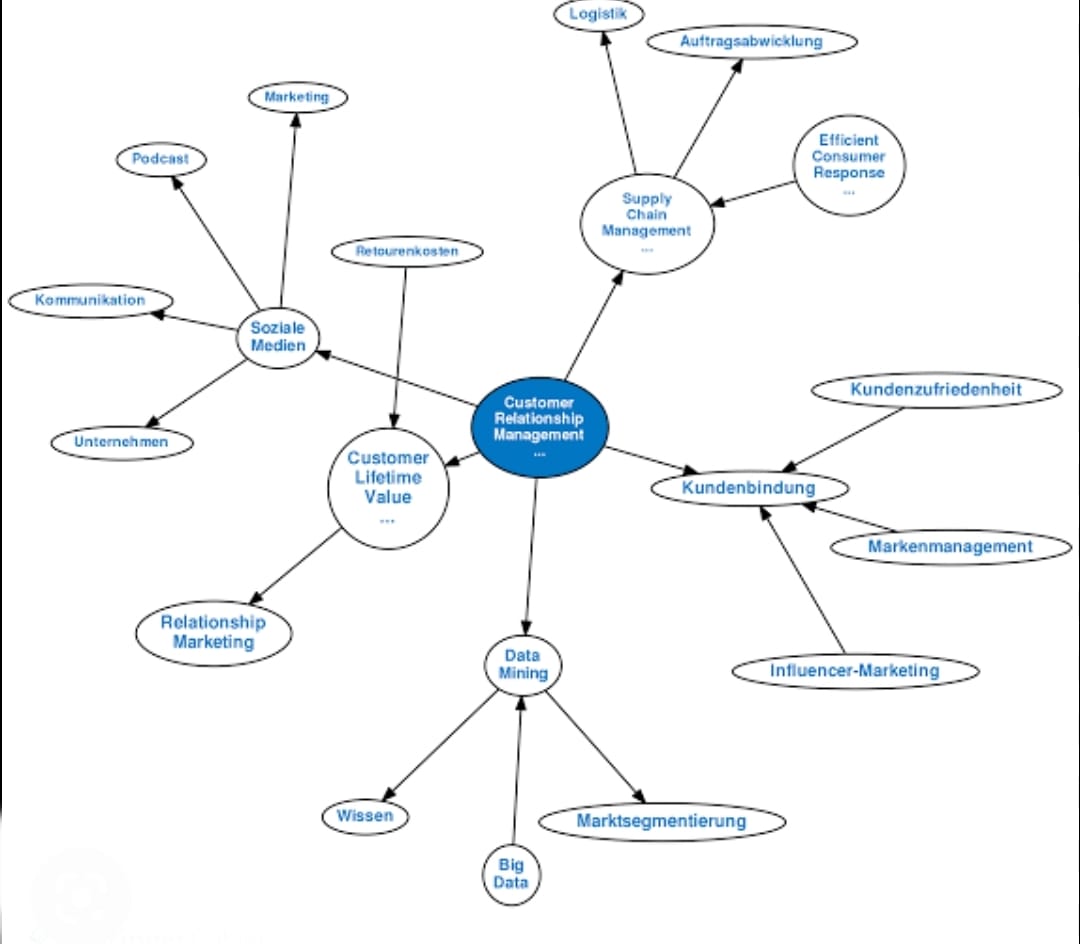 Logistik
Auftragsabwicklung
Marketing
Efficient
Consumer
Response
...
Podcast
Supply
Chain
Management
...
Retourenkosten
Kommunikation
Soziale
Medien
Kundenzufriedenheit
Customer
Relationship
Management
...
Unternehmen
Customer
Lifetime
Value
...
Kundenbindung
Markenmanagement
Relationship
Marketing
Data
Mining
Influencer-Marketing
Wissen
Marktsegmentierung
Big
Data